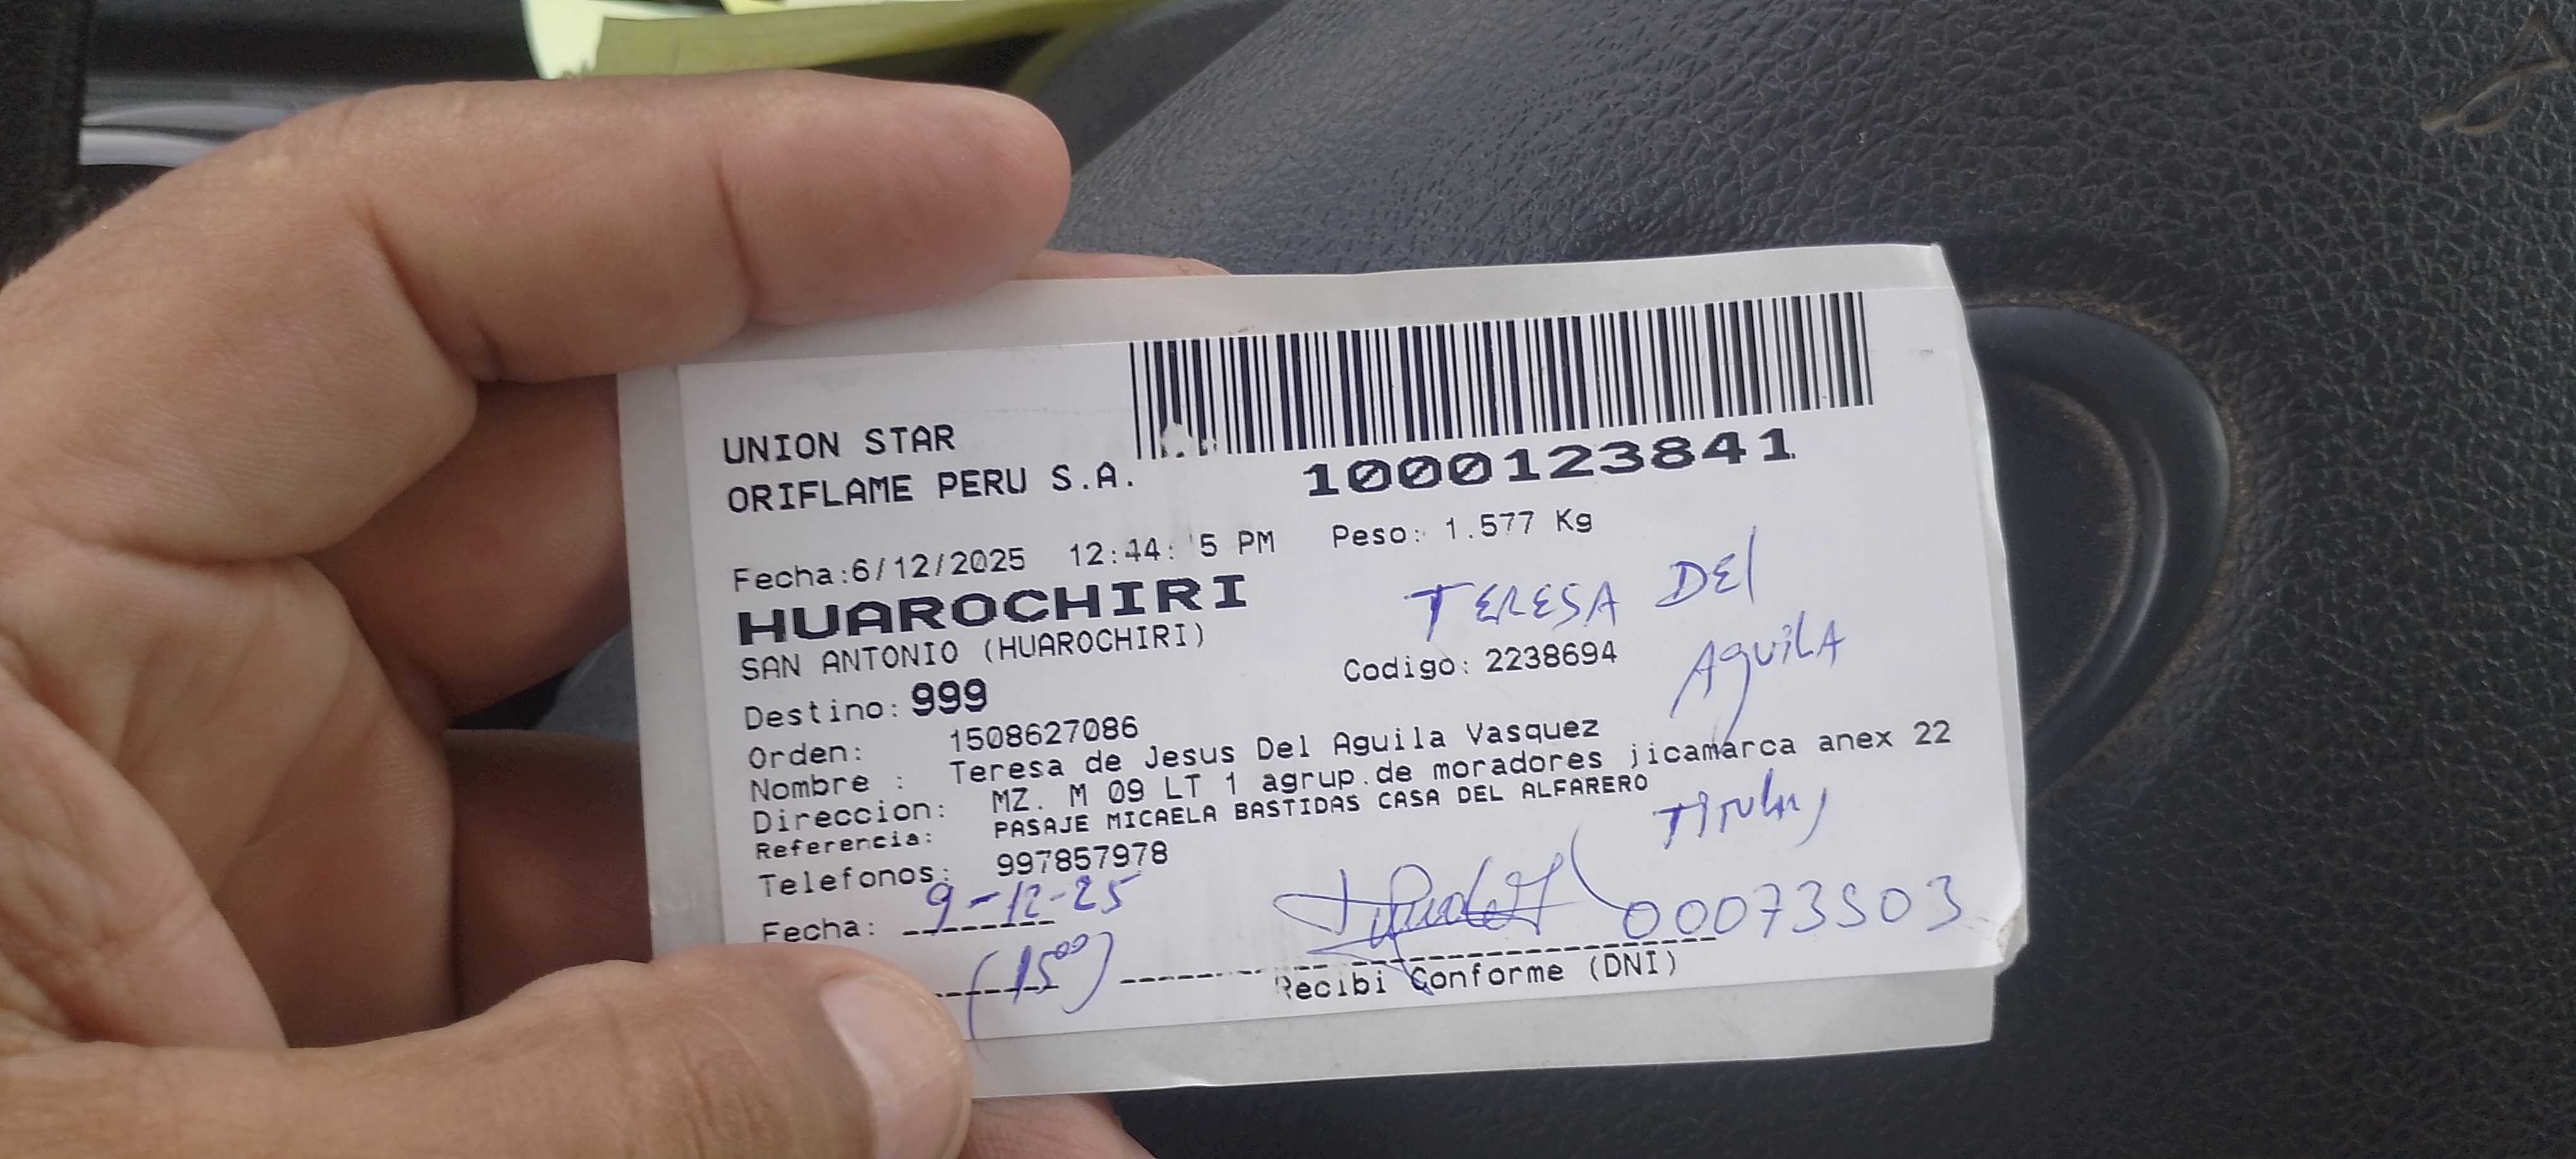 UNION STAR
ORIFLAME PERU S.A.
1000123841
Fecha:6/12/2025 12:44: 5 PM Peso: 1.577 Kg
HUAROCHIRI
SAN ANTONIO (HUAROCHIRI)
TERESA DEl
AguilA
Codigo: 2238694
Destino: 999
Orden: 1508627086
Nombre : Teresa de Jesus Del Aguila Vasquez
Direccion: MZ. M 09 LT 1 agrup.de moradores jicamarca anex 22
Referencia: PASAJE MICAELA BASTIDAS CASA DEL ALFARERO
Titular
Telefonos: 997857978
Fecha: 9-12-25
00073503
(15⁰⁰)
Recibi Conforme (DNI)